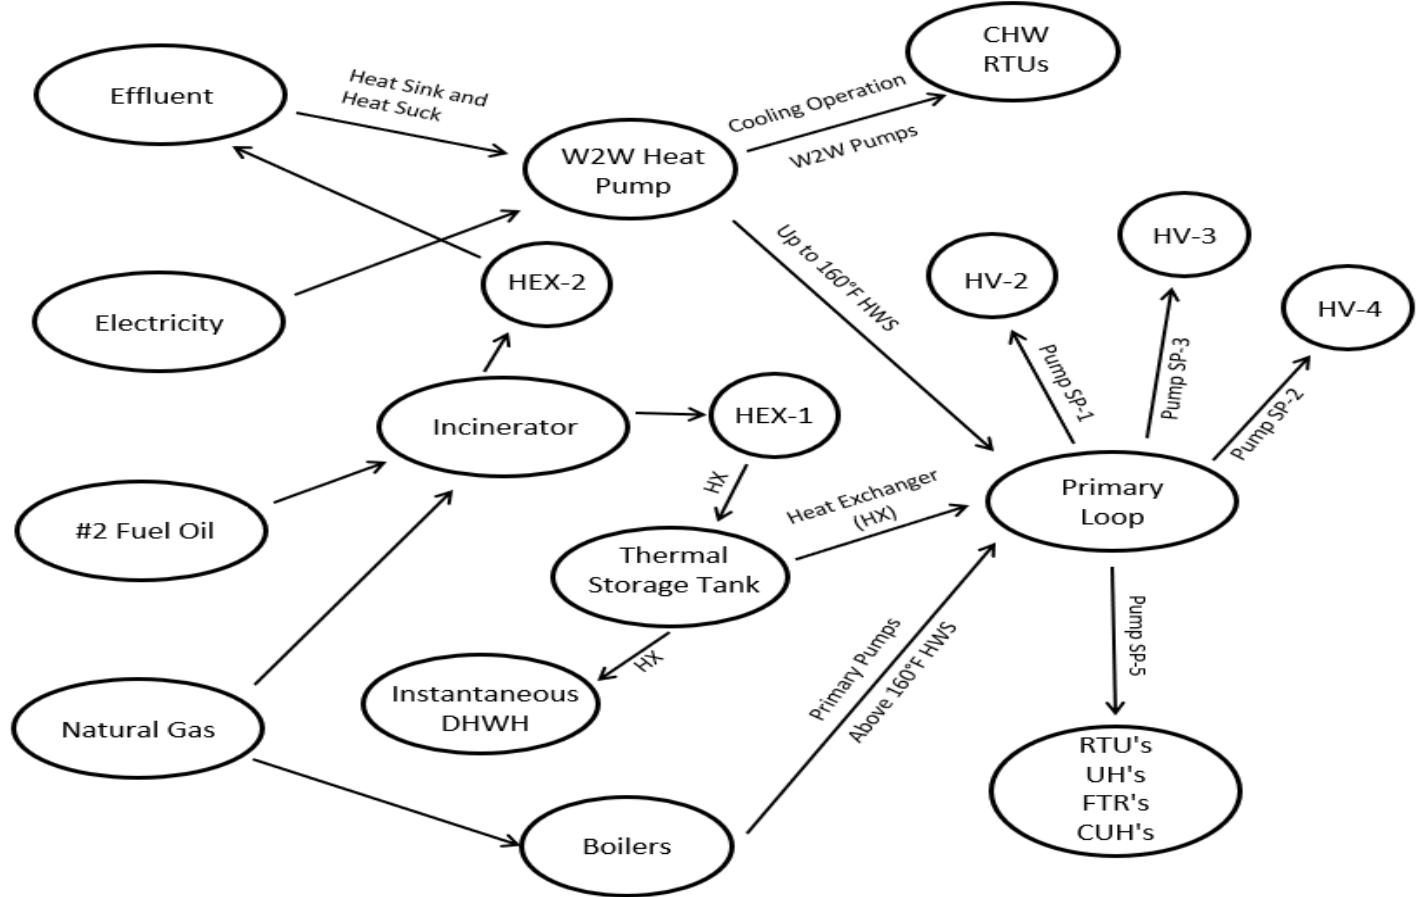 CHW
RTUs
Effluent
Heat Sink and
Heat Suck
Cooling Operation
W2W Pumps
W2W Heat
Pump
Up to 160°F HWS
HV-3
HV-2
HV-4
HEX-2
Electricity
Pump SP-1
Pump SP-3
Pump SP-2
Incinerator
HEX-1
HX
Heat Exchanger
(HX)
Primary
Loop
#2 Fuel Oil
Thermal
Storage Tank
HX
Primary Pumps
Above 160°F HWS
Pump SP-5
Instantaneous
DHWH
Natural Gas
RTU's
UH's
FTR's
CUH's
Boilers